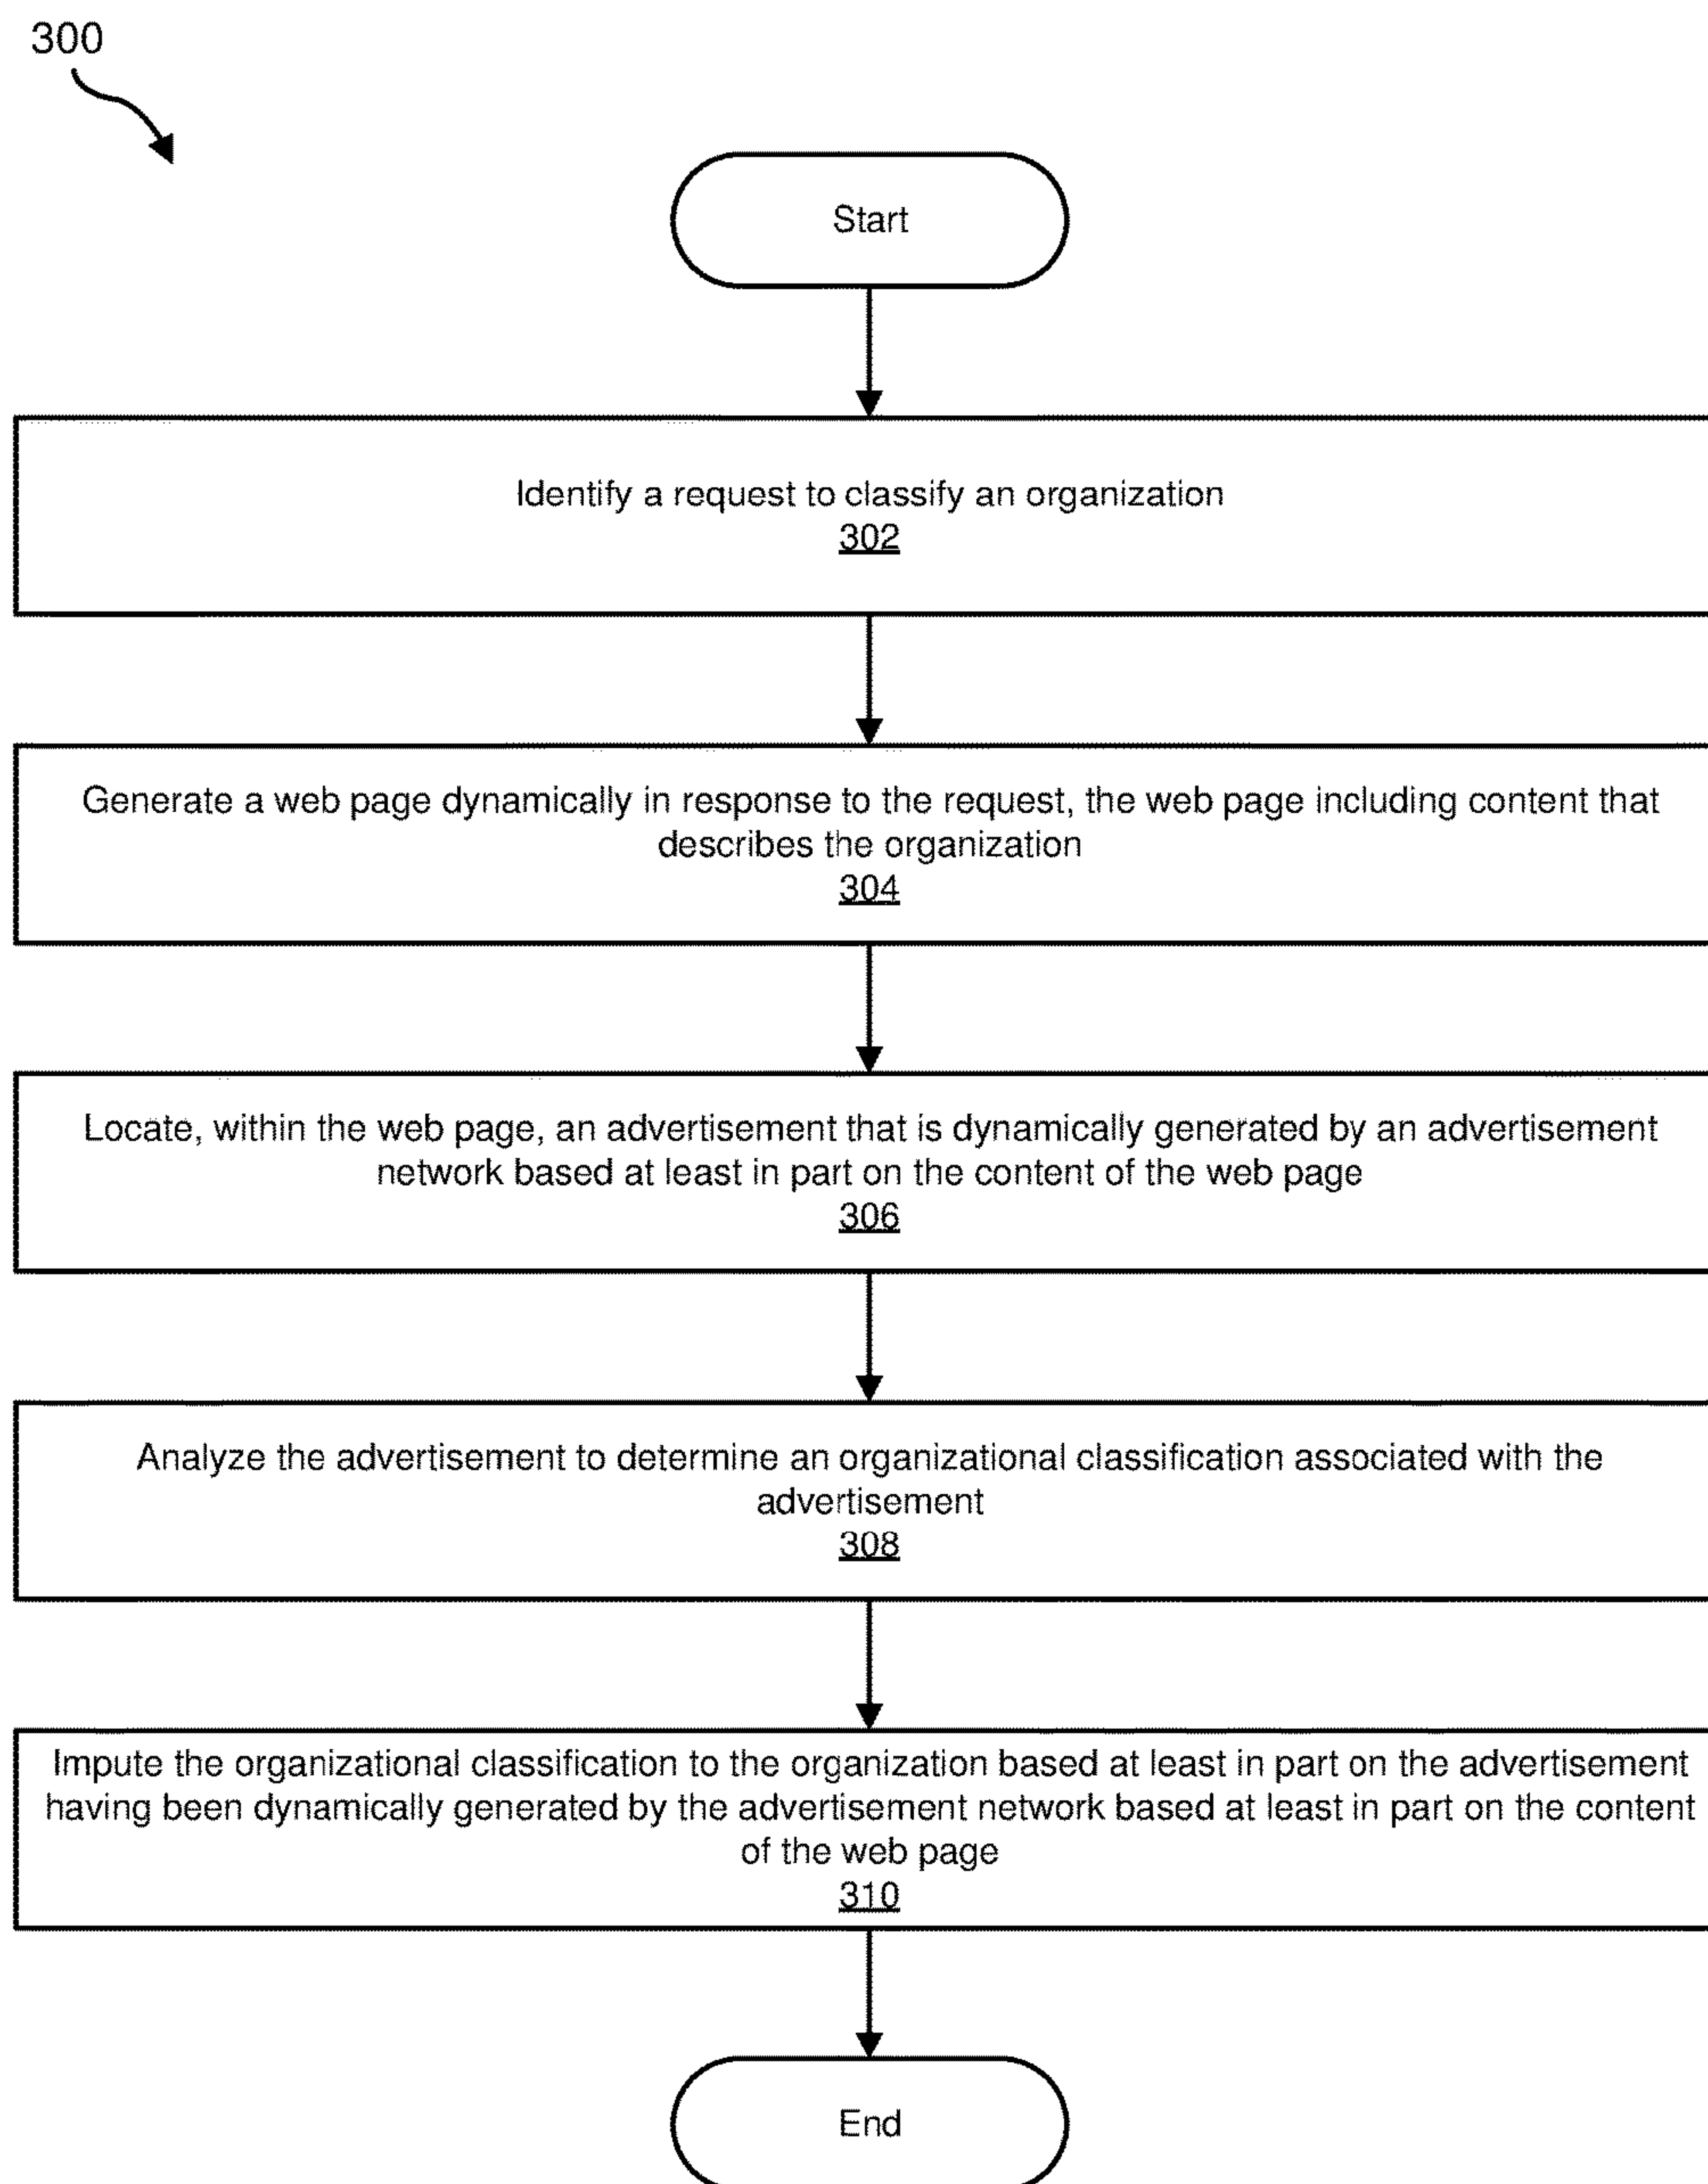 300
Start
Identify a request to classify an organization
302
Generate a web page dynamically in response to the request, the web page including content that
describes the organization
304
Locate, within the web page, an advertisement that is dynamically generated by an advertisement
network based at least in part on the content of the web page
306
Analyze the advertisement to determine an organizational classification associated with the
advertisement
308
Impute the organizational classification to the organization based at least in part on the advertisement
having been dynamically generated by the advertisement network based at least in part on the content
of the web page
310
End